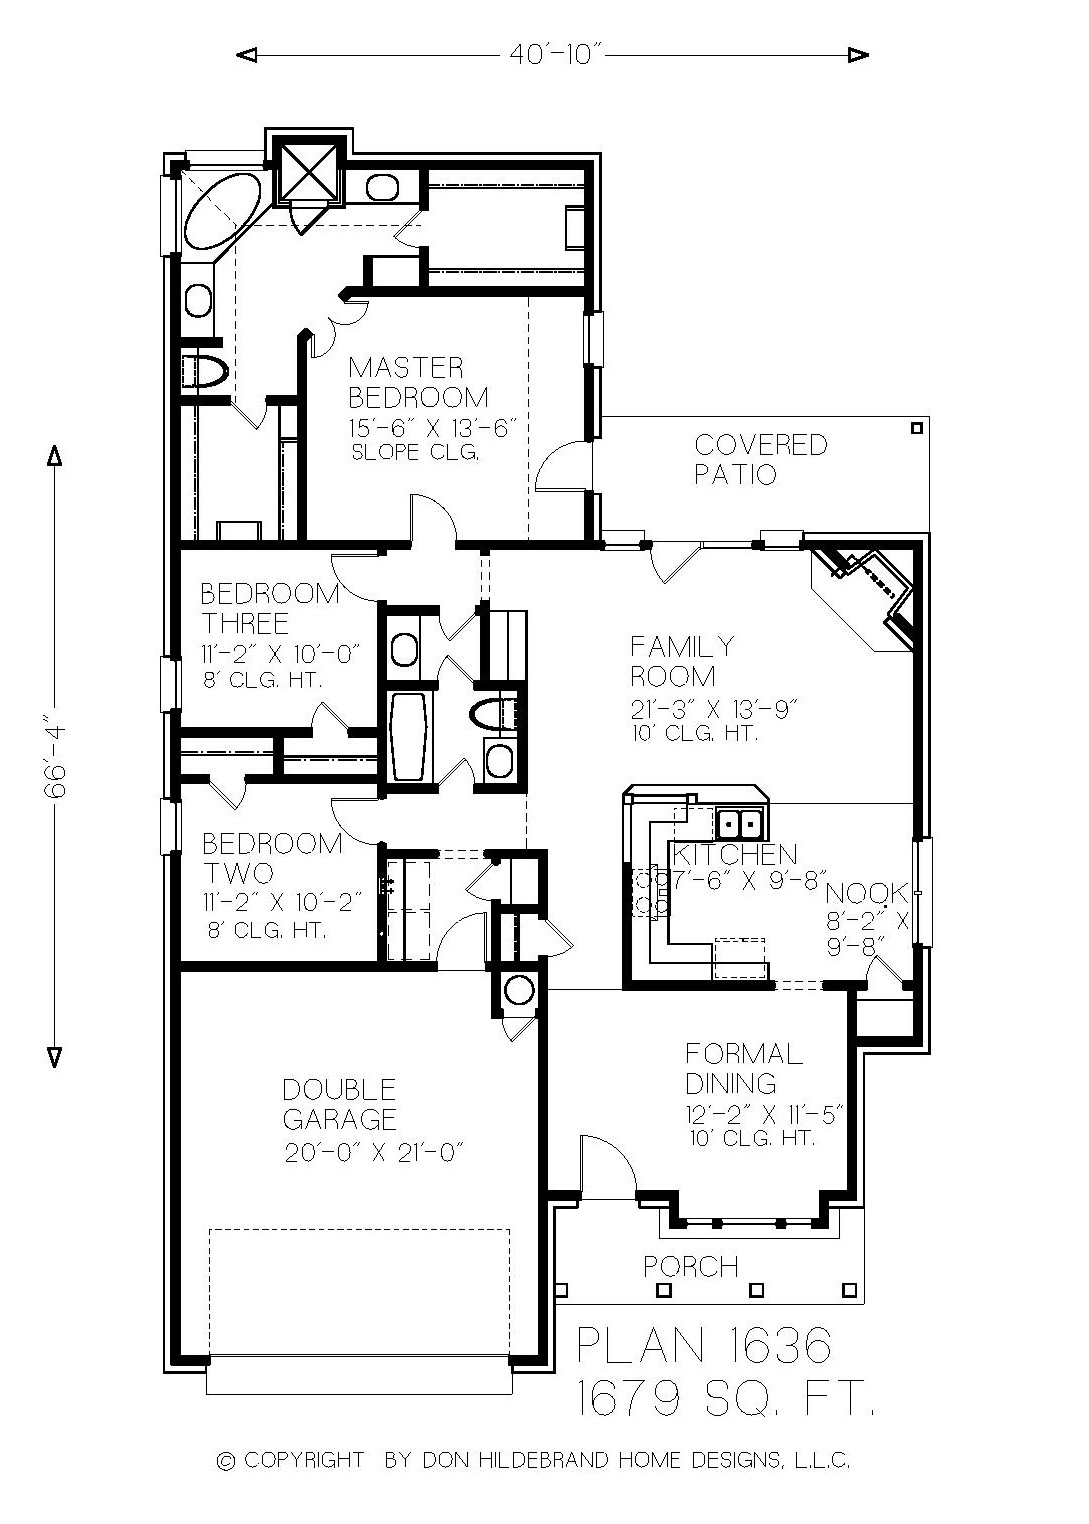 40'-10"
MASTER
BEDROOM
15'-6" X 13'-6"
SLOPE CLG.
COVERED
PATIO
66'-4"
BEDROOM
THREE
11'-2" X 10'-0"
8' CLG. HT.
FAMILY
ROOM
21'-3" X 13'-9"
10' CLG. HT.
BEDROOM
TWO
11'-2" X 10'-2"
8' CLG. HT.
KITCHEN
7'-6" X 9'-8"
NOOK
8'-2" X
9'-8"
FORMAL
DINING
12'-2" X 11'-5"
10' CLG. HT.
DOUBLE
GARAGE
20'-0" X 21'-0"
PORCH
PLAN 1636
1679 SQ. FT.
© COPYRIGHT BY DON HILDEBRAND HOME DESIGNS, L.L.C.